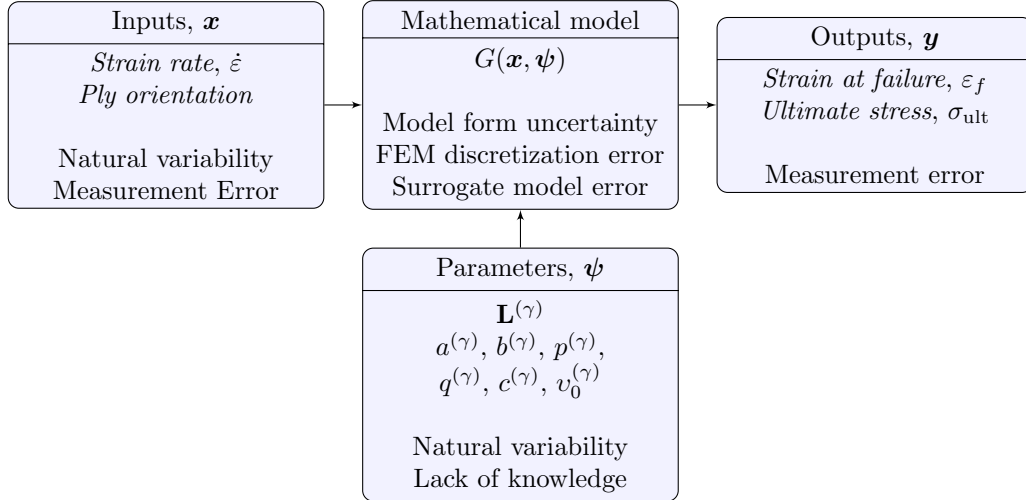 Inputs, x
Strain rate, ε̇
Ply orientation
Natural variability
Measurement Error
Mathematical model
G(x, ψ)
Model form uncertainty
FEM discretization error
Surrogate model error
Outputs, y
Strain at failure, ε_f
Ultimate stress, σ_ult
Measurement error
Parameters, ψ
L^(γ)
a^(γ), b^(γ), p^(γ),
q^(γ), c^(γ), υ_0^(γ)
Natural variability
Lack of knowledge